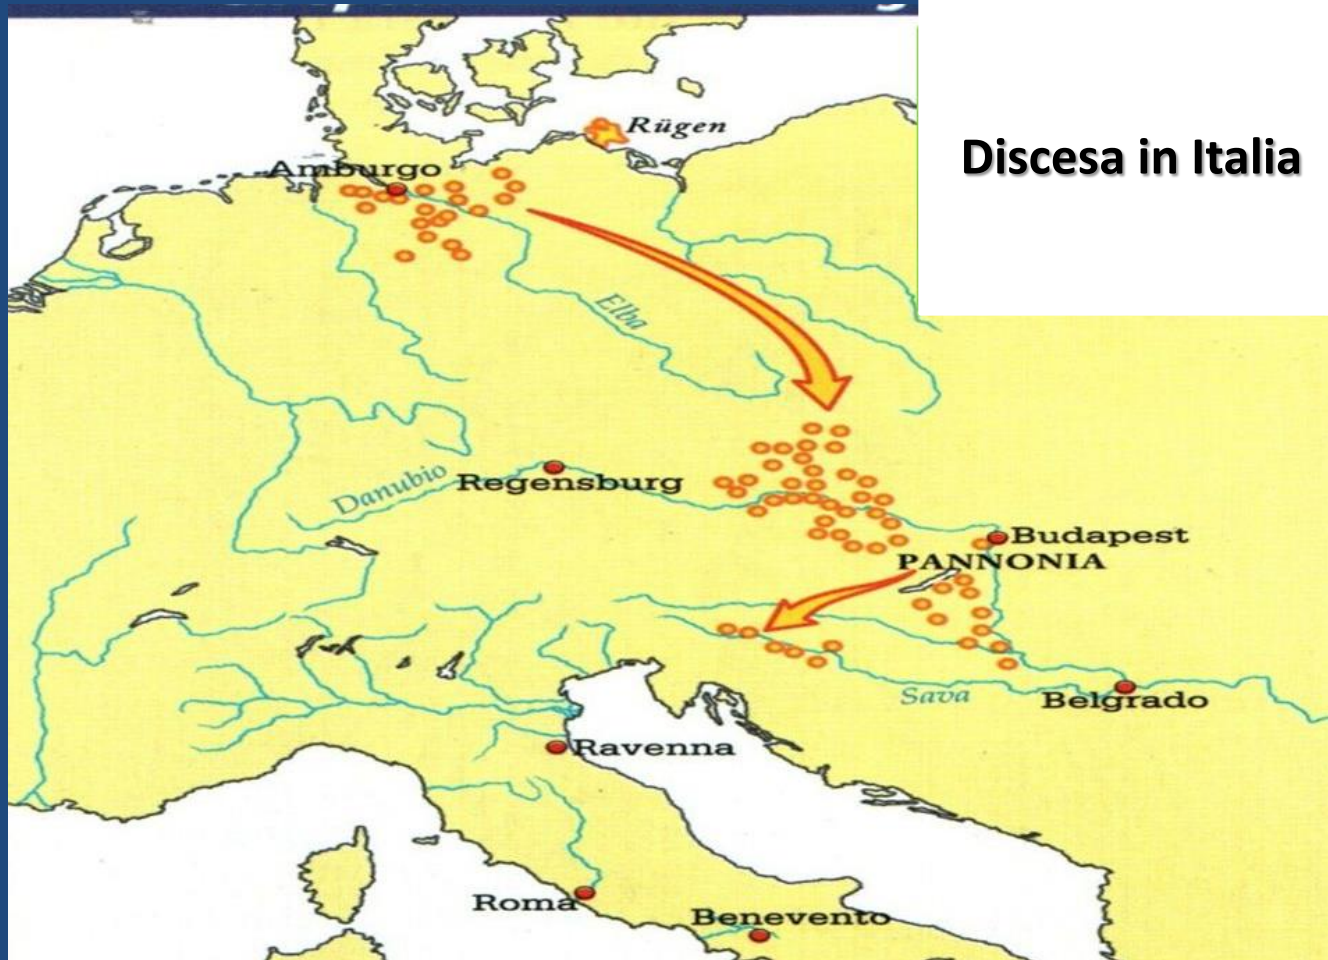 Discesa in Italia
Rügen
Amburgo
Elba
Danubio
Regensburg
Budapest
PANNONIA
Sava
Belgrado
Ravenna
Roma
Benevento